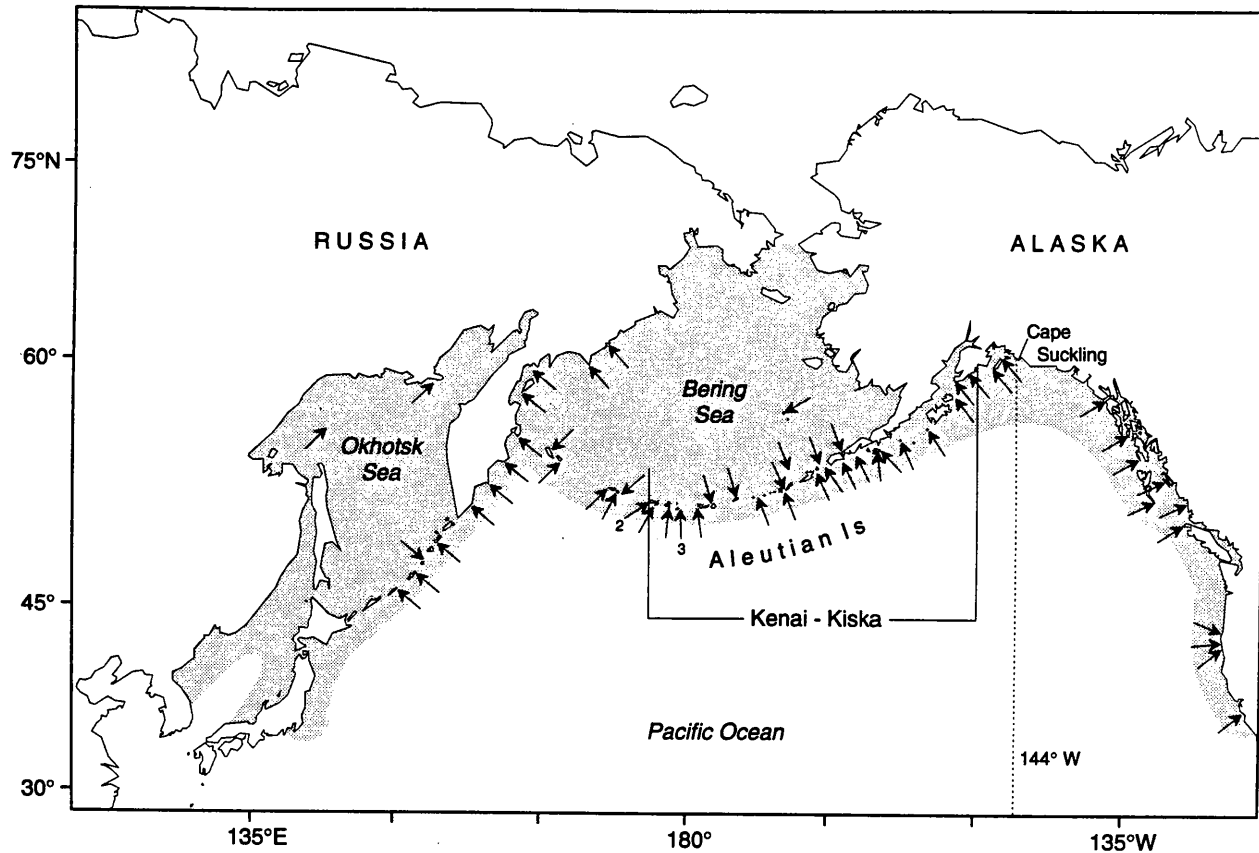 75°N
RUSSIA
ALASKA
Cape
Suckling
60°
Bering
Sea
Okhotsk
Sea
2
3
Aleutian Is
45°
Kenai - Kiska
Pacific Ocean
144° W
30°
135°E
180°
135°W